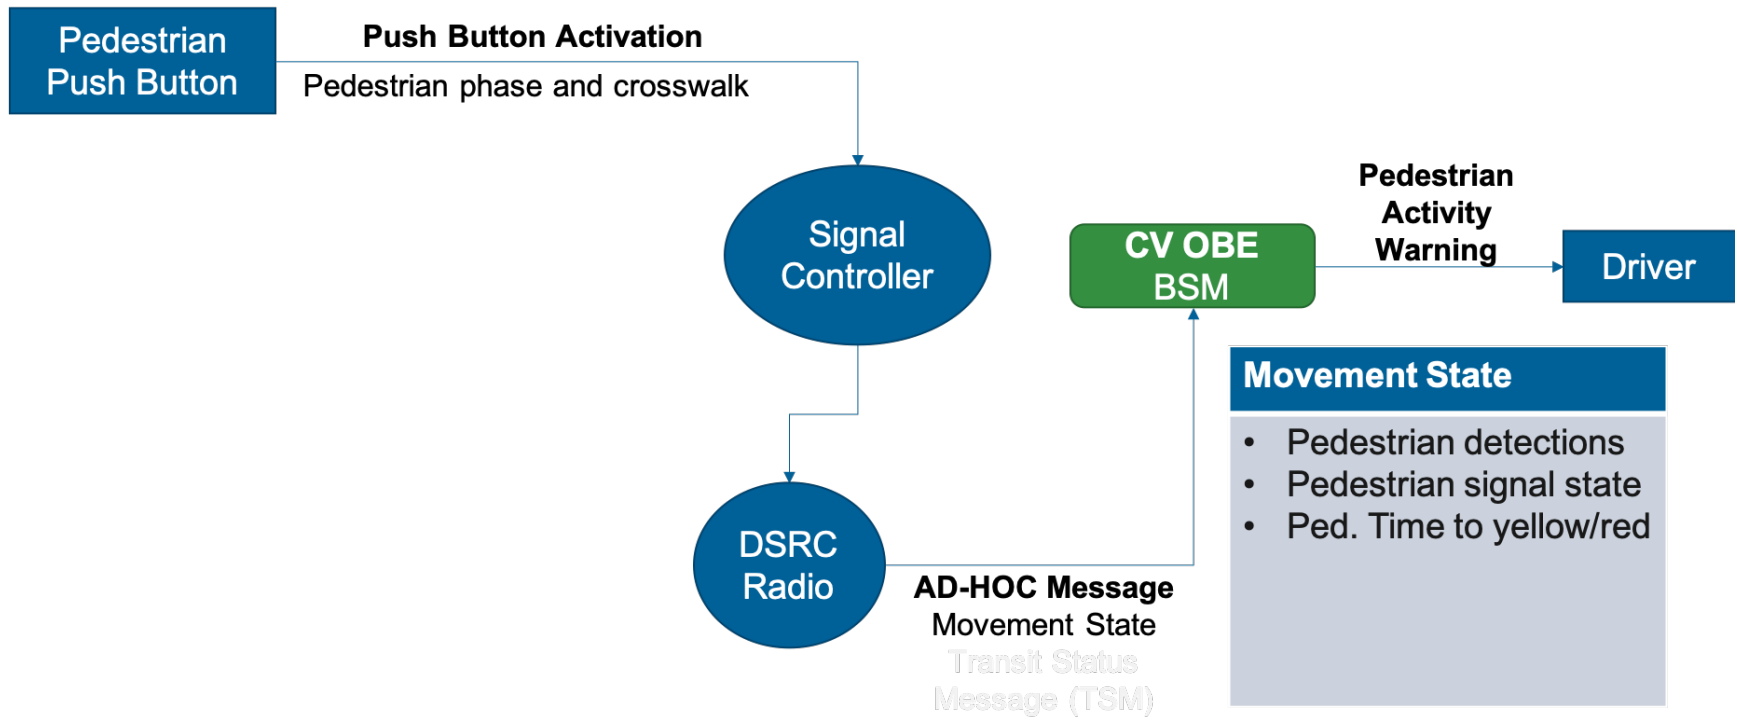 Pedestrian
Push Button
Push Button Activation
Pedestrian phase and crosswalk
Signal
Controller
Pedestrian
Activity
Warning
CV OBE
BSM
Driver
Movement State
• Pedestrian detections
• Pedestrian signal state
• Ped. Time to yellow/red
DSRC
Radio
AD-HOC Message
Movement State
Transit Status
Message (TSM)